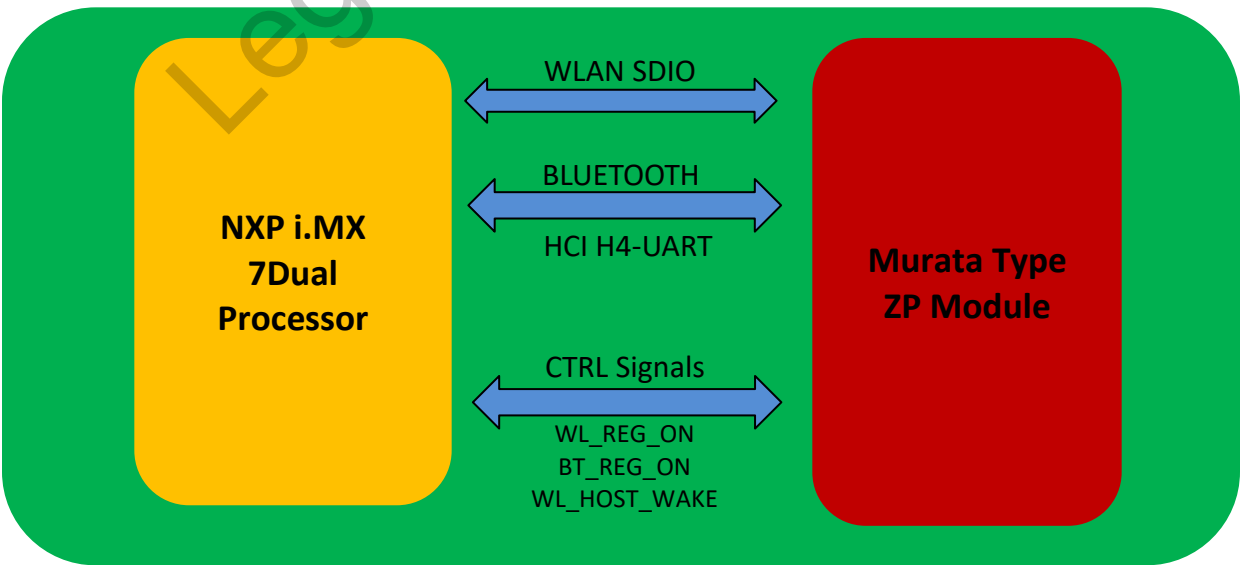 WLAN SDIO
BLUETOOTH
HCI H4-UART
NXP i.MX
7Dual
Processor
Murata Type
ZP Module
CTRL Signals
WL_REG_ON
BT_REG_ON
WL_HOST_WAKE